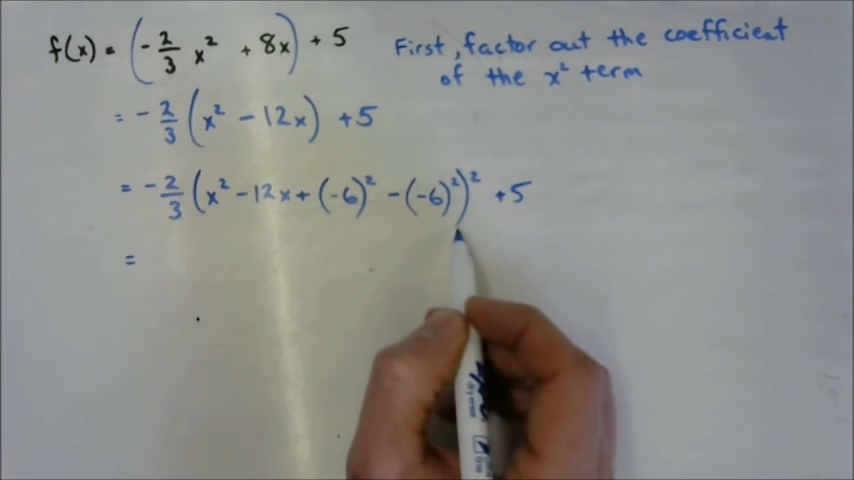 f(x) = (-2/3 x² + 8x) + 5
First, factor out the coefficient
of the x² term
= -2/3 (x² - 12x) + 5
= -2/3 (x² - 12x + (-6)² - (-6)²)² + 5
=